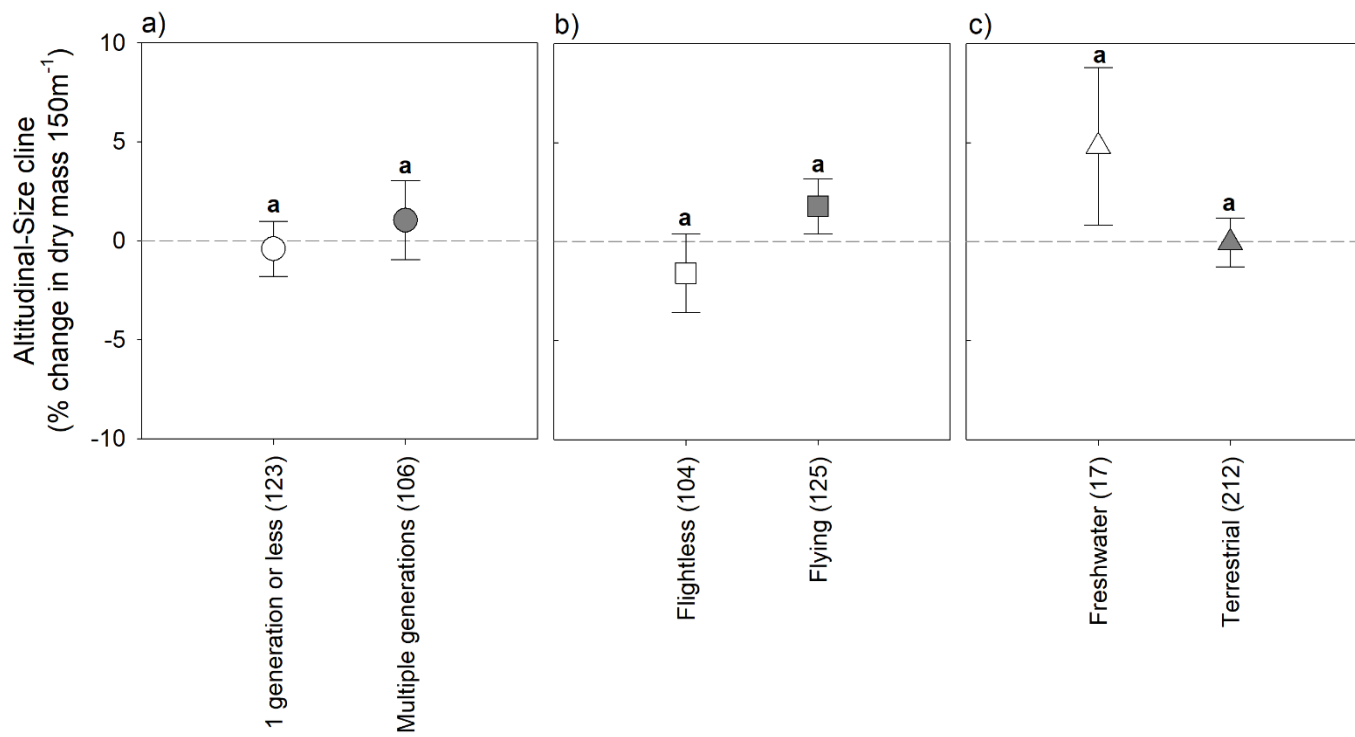 a)
b)
c)
Altitudinal-Size cline
(% change in dry mass 150m⁻¹)
10
5
0
-5
-10
a
a
a
a
a
a
1 generation or less (123)
Multiple generations (106)
Flightless (104)
Flying (125)
Freshwater (17)
Terrestrial (212)